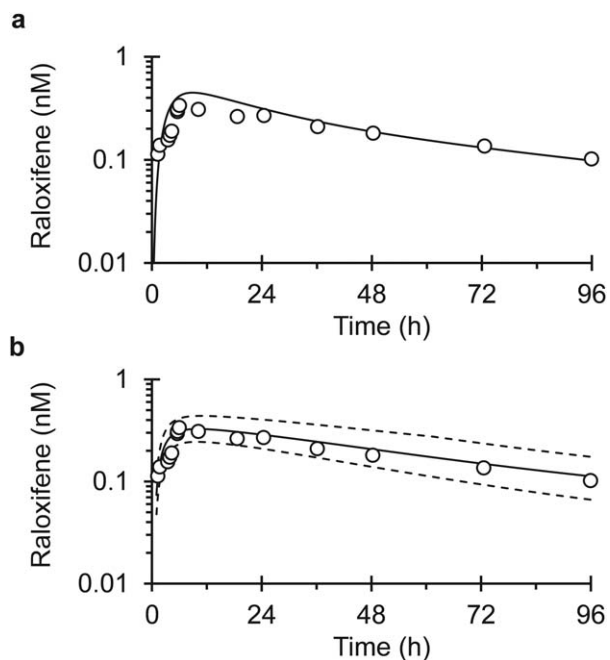 a
Raloxifene (nM)
1
0.1
0.01
0 24 48 72 96
Time (h)
b
Raloxifene (nM)
1
0.1
0.01
0 24 48 72 96
Time (h)